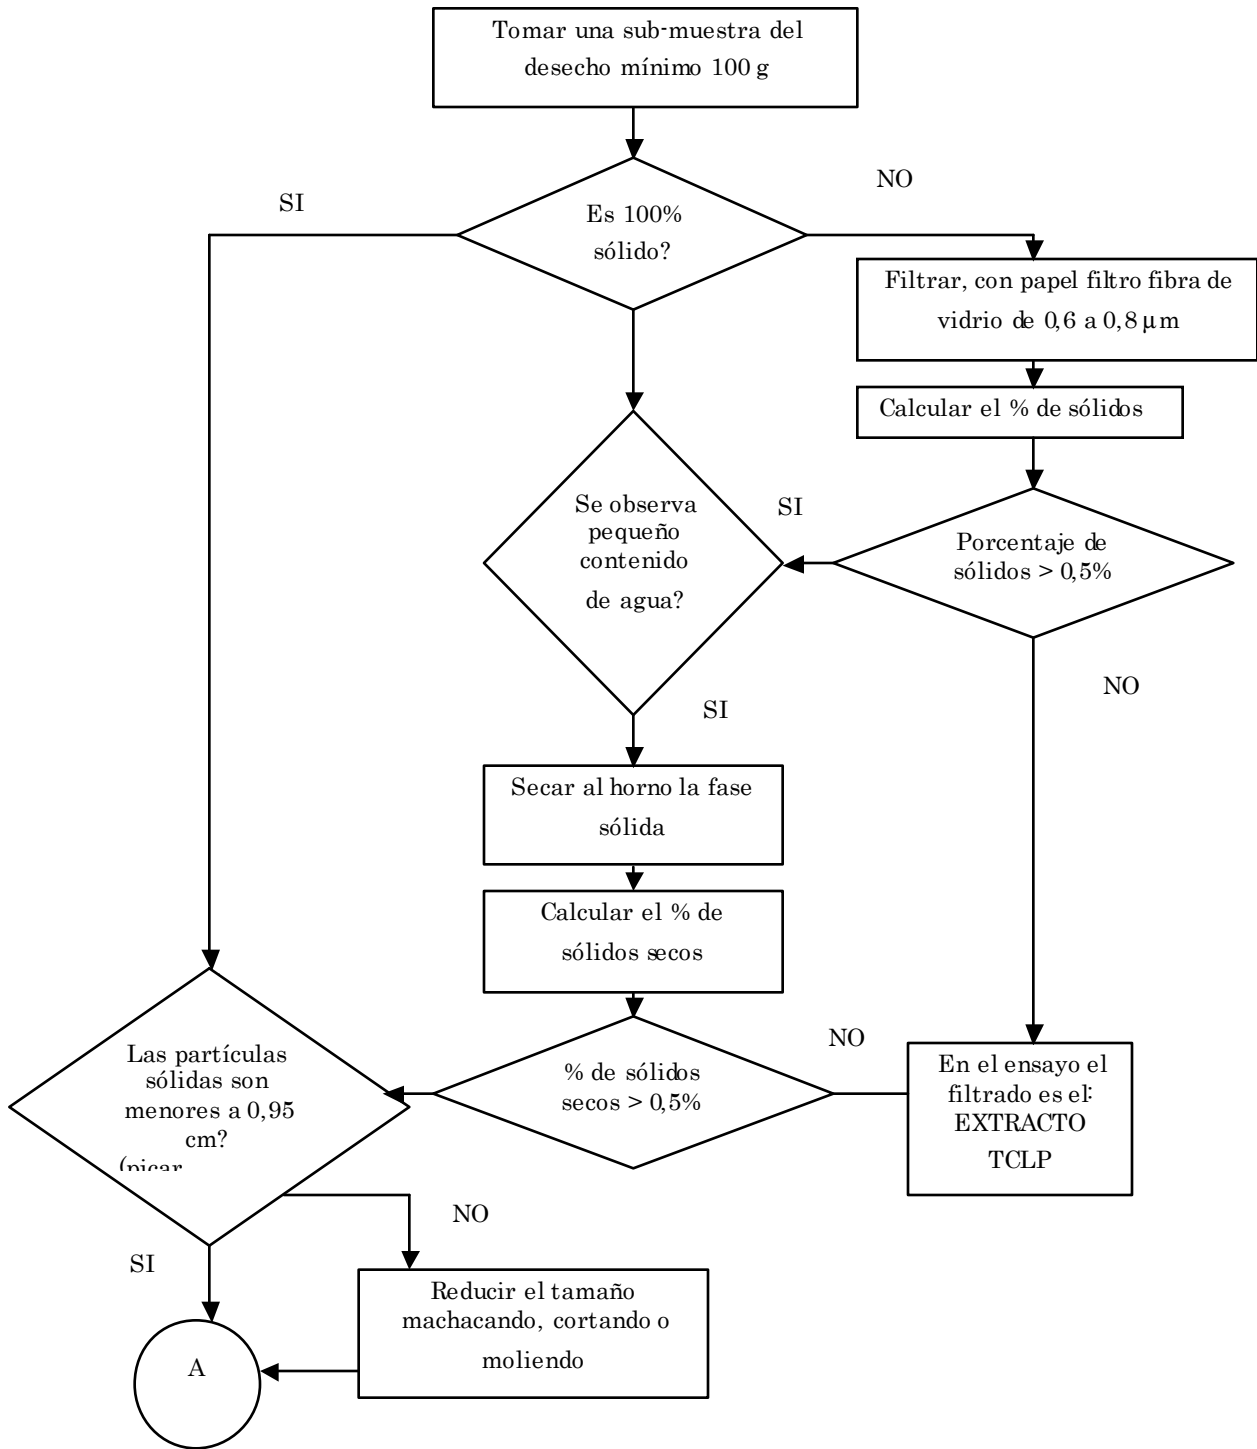 Tomar una sub-muestra del
desecho mínimo 100 g
SI
NO
Es 100%
sólido?
Filtrar, con papel filtro fibra de
vidrio de 0,6 a 0,8 µm
Calcular el % de sólidos
Se observa
pequeño
contenido
de agua?
SI
Porcentaje de
sólidos > 0,5%
NO
SI
Secar al horno la fase
sólida
Calcular el % de
sólidos secos
Las partículas
sólidas son
menores a 0,95
cm?
(picar
% de sólidos
secos > 0,5%
NO
En el ensayo el
filtrado es el:
EXTRACTO
TCLP
NO
SI
Reducir el tamaño
machacando, cortando o
moliendo
A